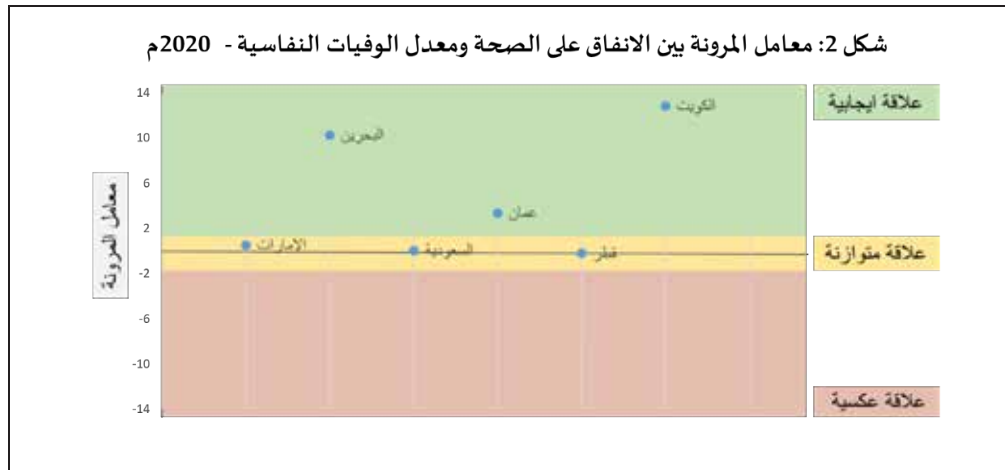 شكل 2: معامل المرونة بين الانفاق على الصحة ومعدل الوفيات النفاسية - 2020م
14
10
6
2
-2
-6
-10
-14
معامل المرونة
الكويت
البحرين
عمان
الامارات
السعودية
قطر
علاقة ايجابية
علاقة متوازنة
علاقة عكسية